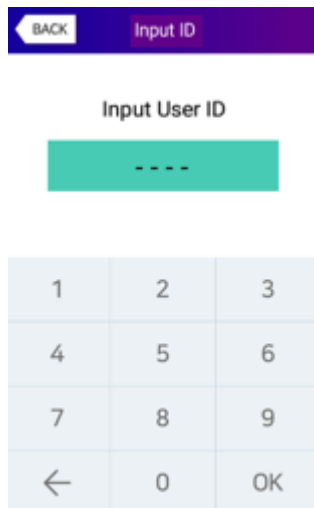 BACK Input ID
Input User ID
- - - -
1 2 3
4 5 6
7 8 9
← 0 OK